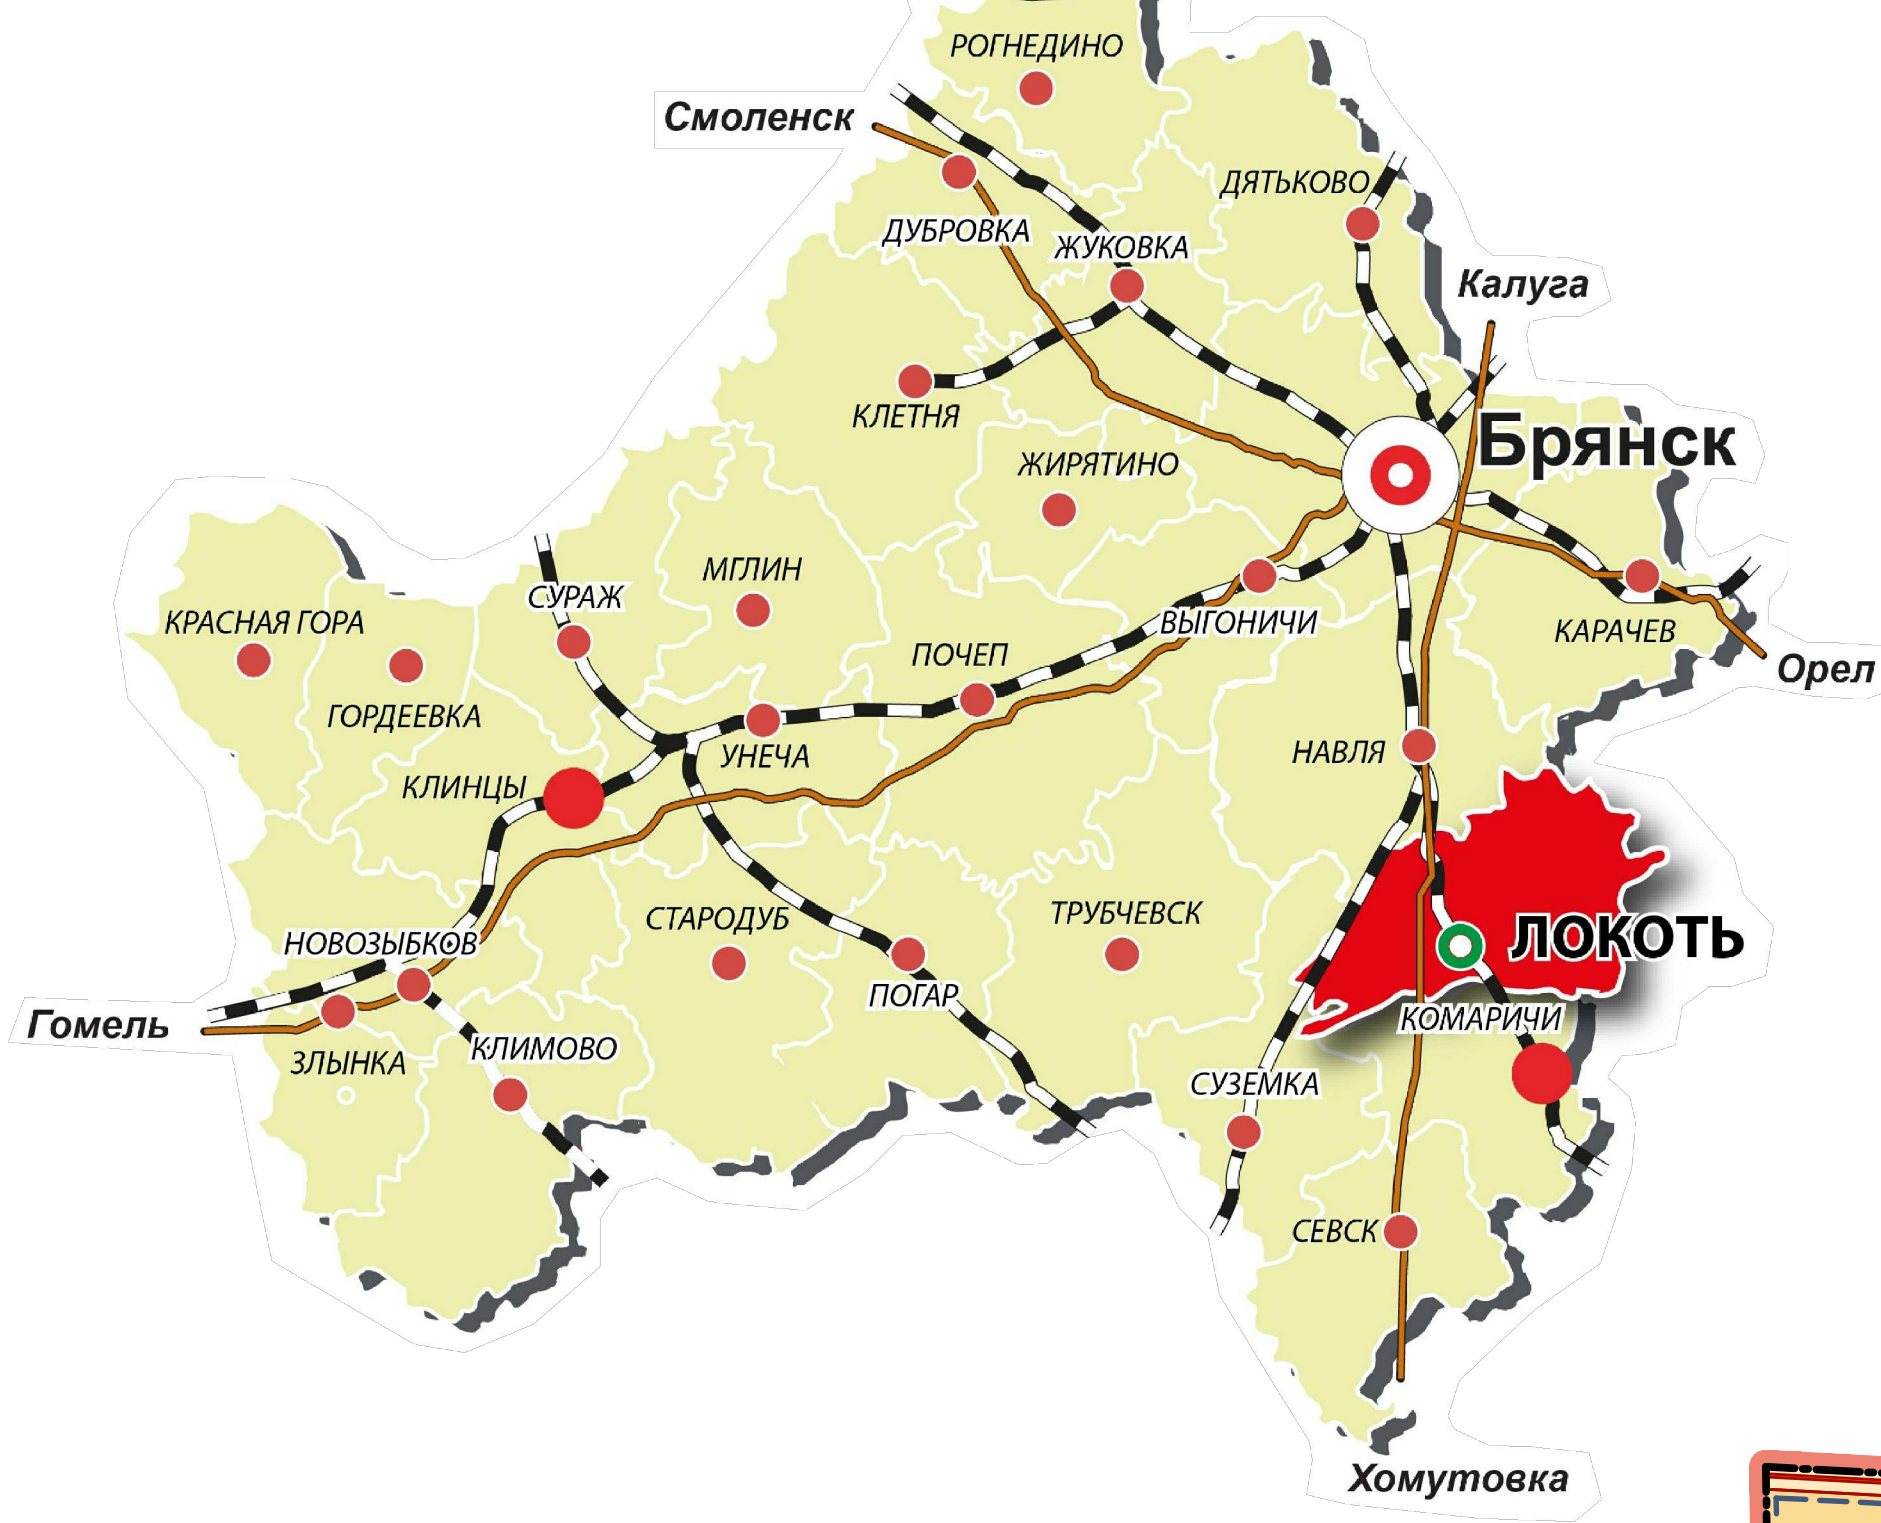 РОГНЕДИНО
Смоленск
ДЯТЬКОВО
ДУБРОВКА
ЖУКОВКА
Калуга
КЛЕТНЯ
Брянск
ЖИРЯТИНО
МГЛИН
СУРАЖ
КРАСНАЯ ГОРА
ВЫГОНИЧИ
КАРАЧЕВ
ПОЧЕП
Орел
ГОРДЕЕВКА
УНЕЧА
НАВЛЯ
КЛИНЦЫ
СТАРОДУБ
ТРУБЧЕВСК
ЛОКОТЬ
НОВОЗЫБКОВ
ПОГАР
КОМАРИЧИ
Гомель
КЛИМОВО
ЗЛЫНКА
СУЗЕМКА
СЕВСК
Хомутовка